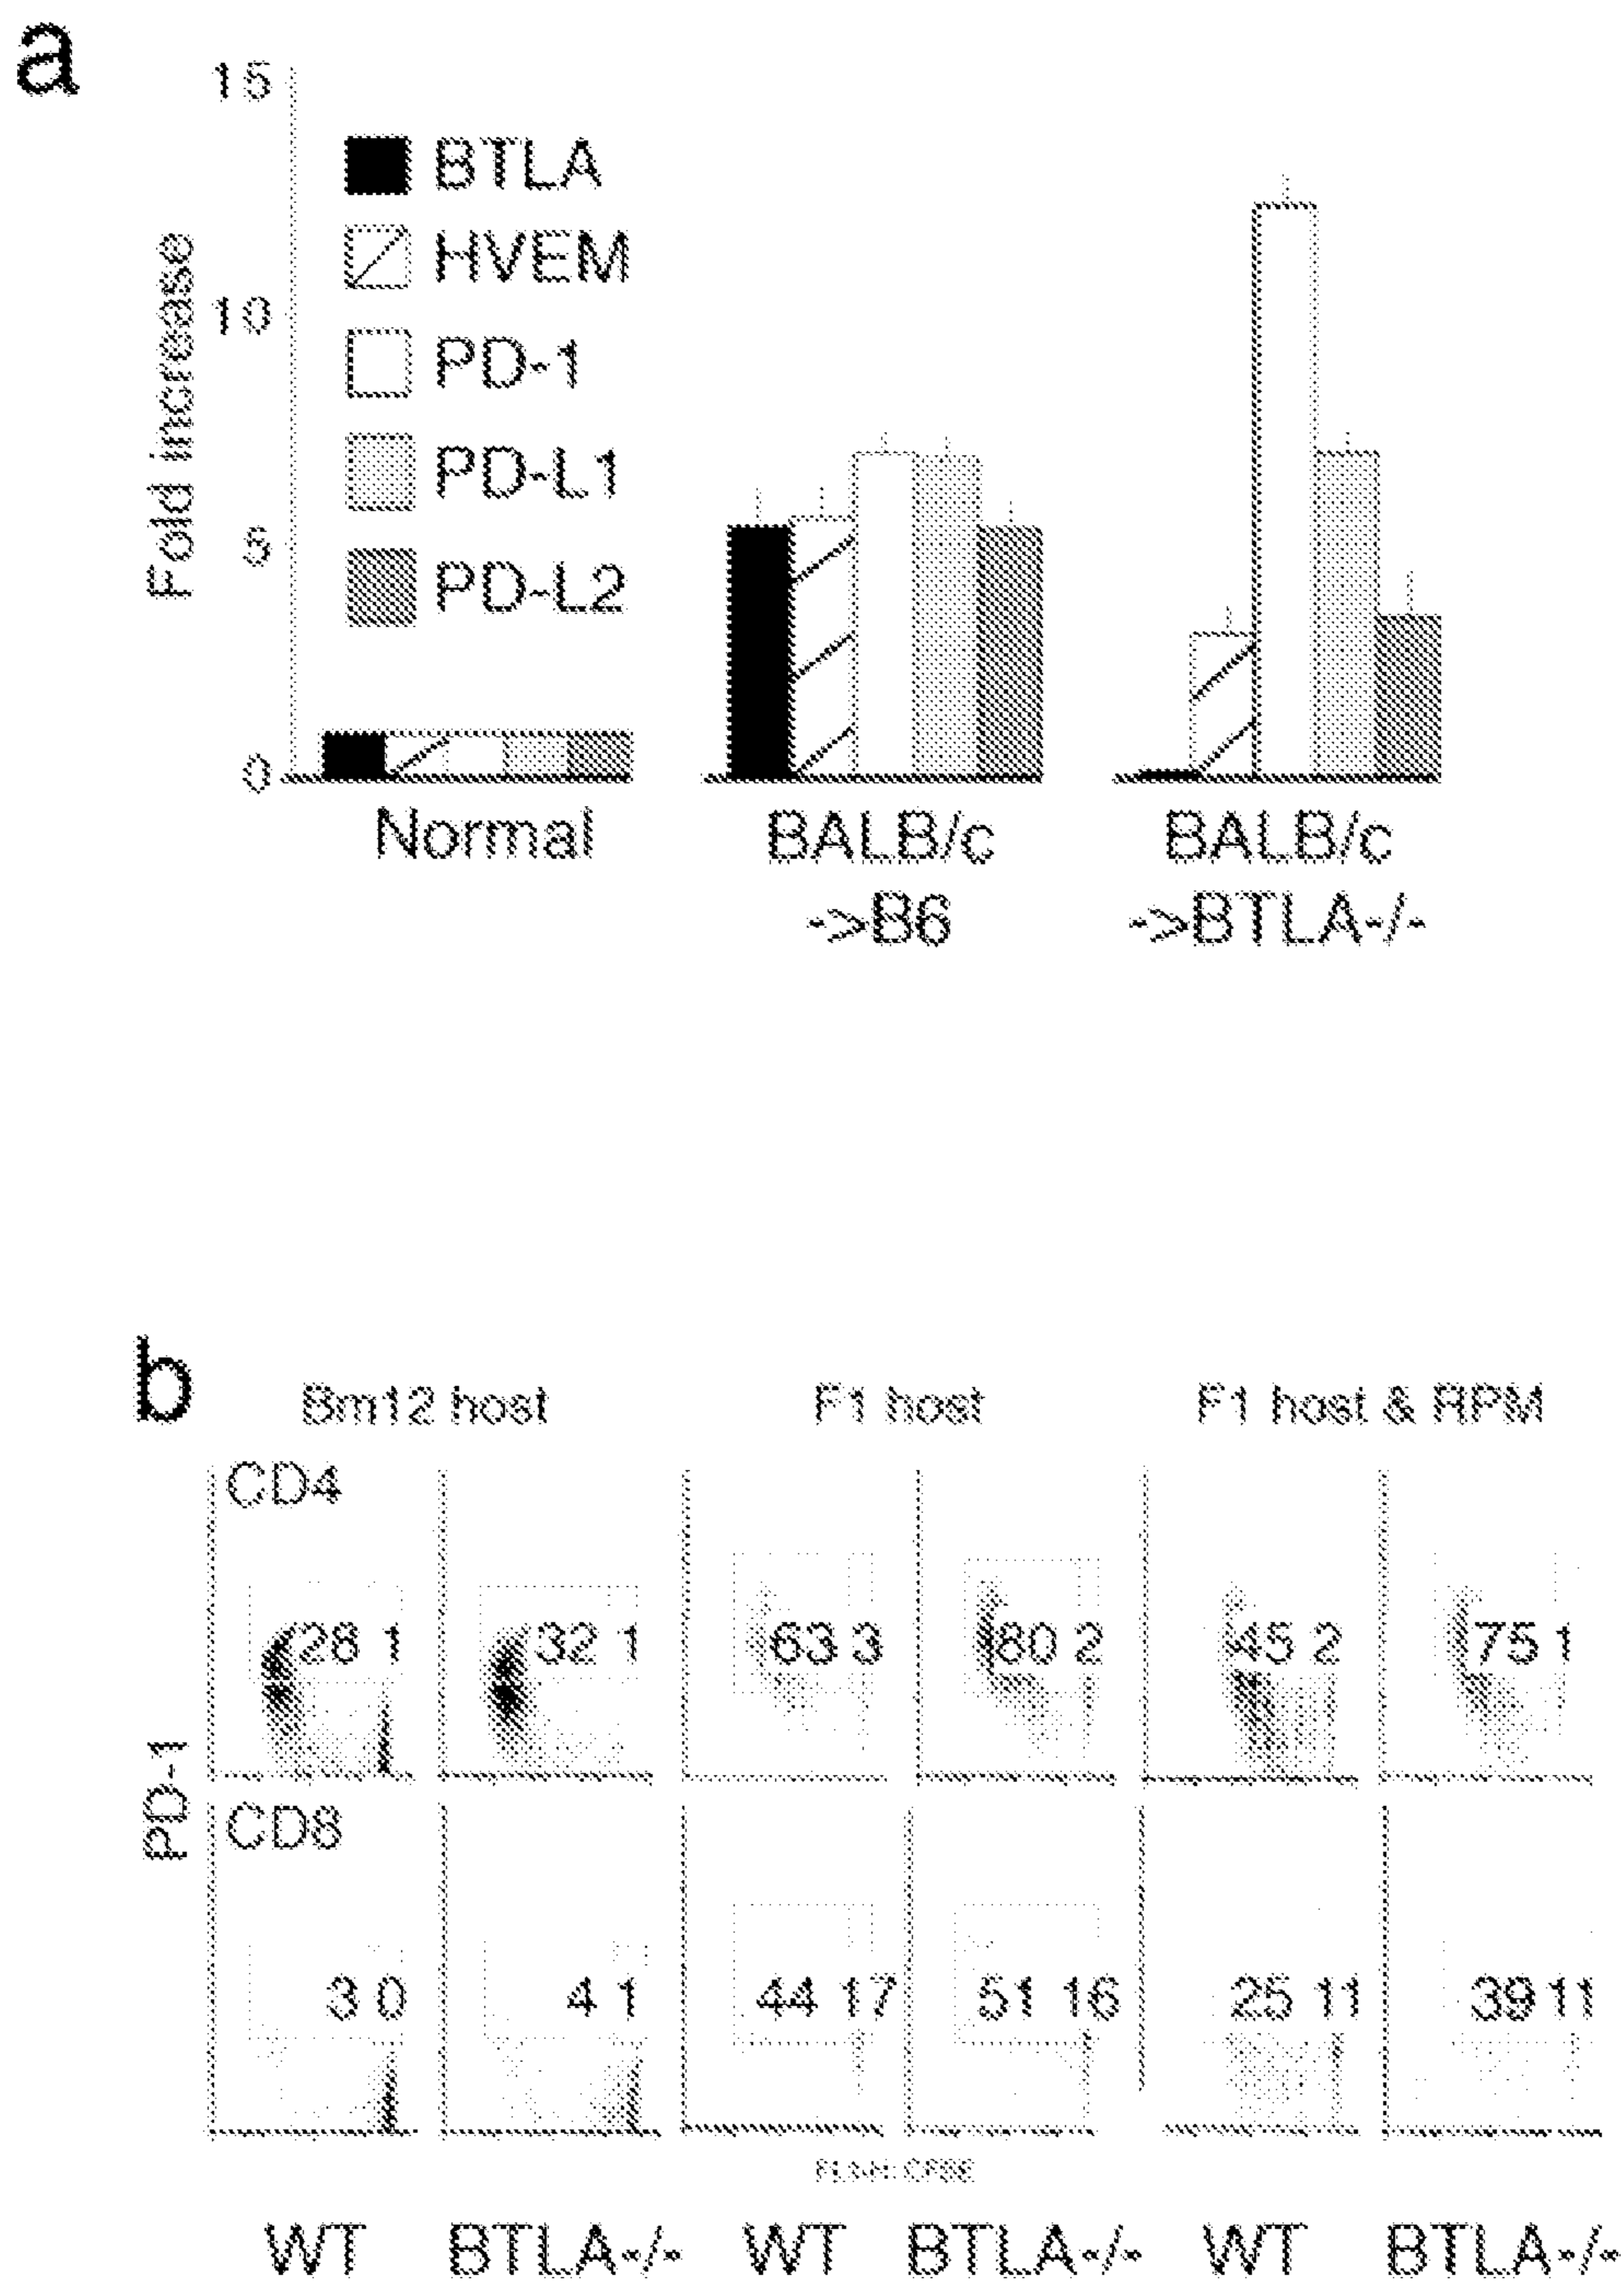 a
15
10
5
0
Fold increase
BTLA
HVEM
PD-1
PD-L1
PD-L2
Normal
BALB/c
->B6
BALB/c
->BTLA-/-
b
Bm12 host
F1 host
F1 host & RPM
CD4
28 1
32 1
63 3
80 2
45 2
75 1
PD-1
CD8
3 0
4 1
44 17
51 16
25 11
39 11
CFSE
WT
BTLA-/-
WT
BTLA-/-
WT
BTLA-/-